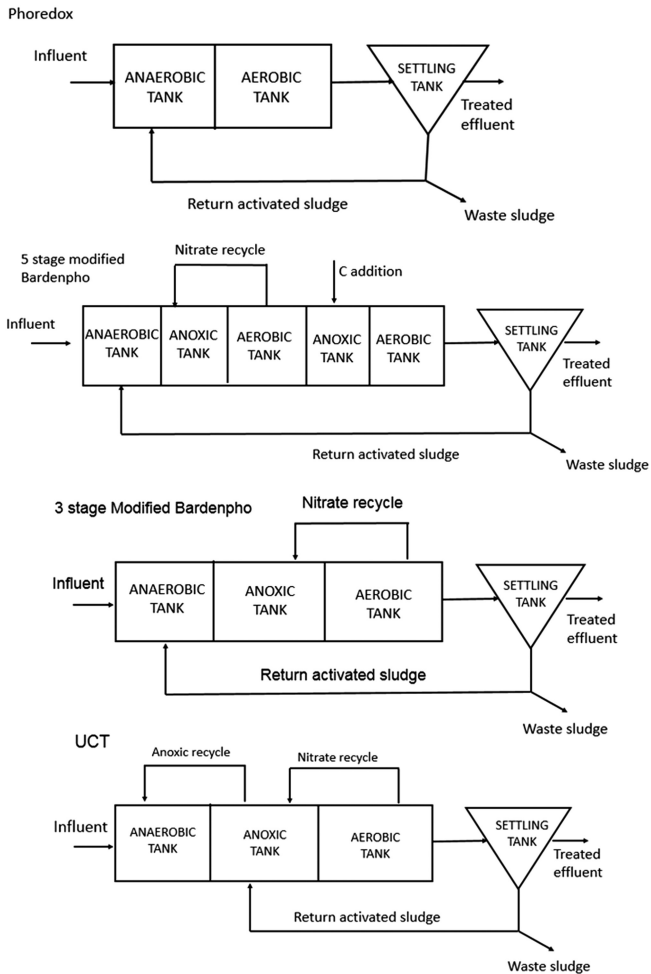 Phoredox
Influent
ANAEROBIC
TANK
AEROBIC
TANK
SETTLING
TANK
Treated
effluent
Return activated sludge
Waste sludge
5 stage modified
Bardenpho
Nitrate recycle
C addition
Influent
ANAEROBIC
TANK
ANOXIC
TANK
AEROBIC
TANK
ANOXIC
TANK
AEROBIC
TANK
SETTLING
TANK
Treated
effluent
Return activated sludge
Waste sludge
3 stage Modified Bardenpho
Nitrate recycle
Influent
ANAEROBIC
TANK
ANOXIC
TANK
AEROBIC
TANK
SETTLING
TANK
Treated
effluent
Return activated sludge
Waste sludge
UCT
Anoxic recycle
Nitrate recycle
Influent
ANAEROBIC
TANK
ANOXIC
TANK
AEROBIC
TANK
SETTLING
TANK
Treated
effluent
Return activated sludge
Waste sludge